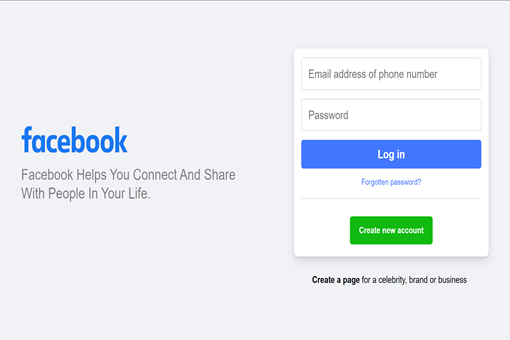 facebook
Facebook Helps You Connect And Share
With People In Your Life.
Email address of phone number
Password
Log in
Forgotten password?
Create new account
Create a page for a celebrity, brand or business